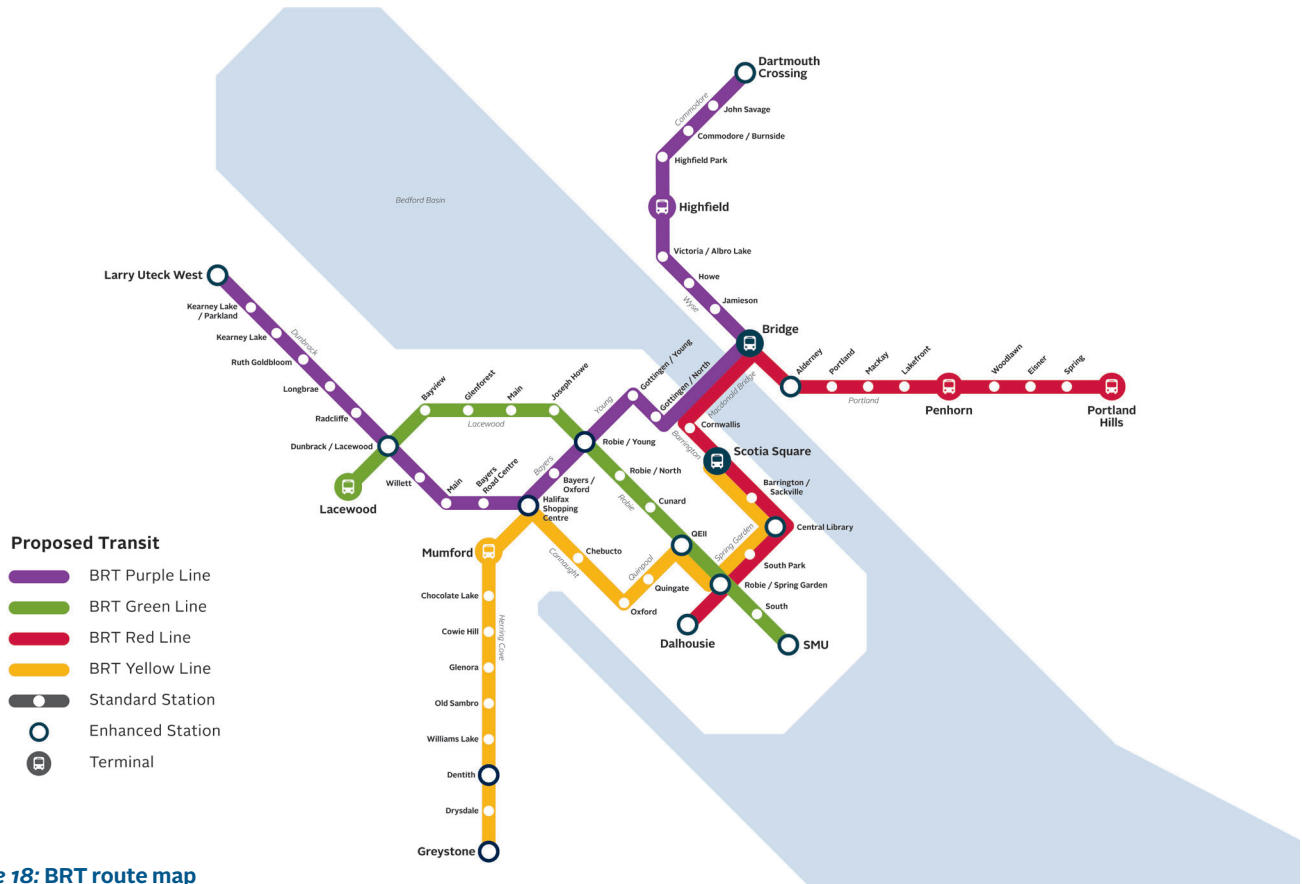 Dartmouth
Crossing
Commodore
John Savage
Commodore / Burnside
Highfield Park
Bedford Basin
Highfield
Victoria / Albro Lake
Larry Uteck West
Howe
Wyse
Jamieson
Kearney Lake
/ Parkland
Dunbrack
Kearney Lake
Bridge
Ruth Goldbloom
Gottingen / Young
Gottingen / North
Macdonald Bridge
Alderney
Portland
MacKay
Lakefront
Woodlawn
Eisner
Spring
Longbrae
Bayview
Glenforest
Main
Joseph Howe
Young
Portland
Penhorn
Portland
Hills
Radcliffe
Lacewood
Barrington
Cornwallis
Dunbrack / Lacewood
Robie / Young
Scotia Square
Willett
Main
Bayers
Road Centre
Bayers
Bayers /
Oxford
Robie / North
Barrington /
Sackville
Lacewood
Halifax
Shopping
Centre
Robie
Cunard
Central Library
Proposed Transit
Mumford
Connaught
Chebucto
QEII
Spring Garden
South Park
BRT Purple Line
Quinpool
Quingate
Robie / Spring Garden
Chocolate Lake
Oxford
South
BRT Green Line
Cowie Hill
Herring Cove
Dalhousie
SMU
BRT Red Line
Glenora
BRT Yellow Line
Old Sambro
Standard Station
Williams Lake
Enhanced Station
Dentith
Terminal
Drysdale
Greystone
e 18: BRT route map